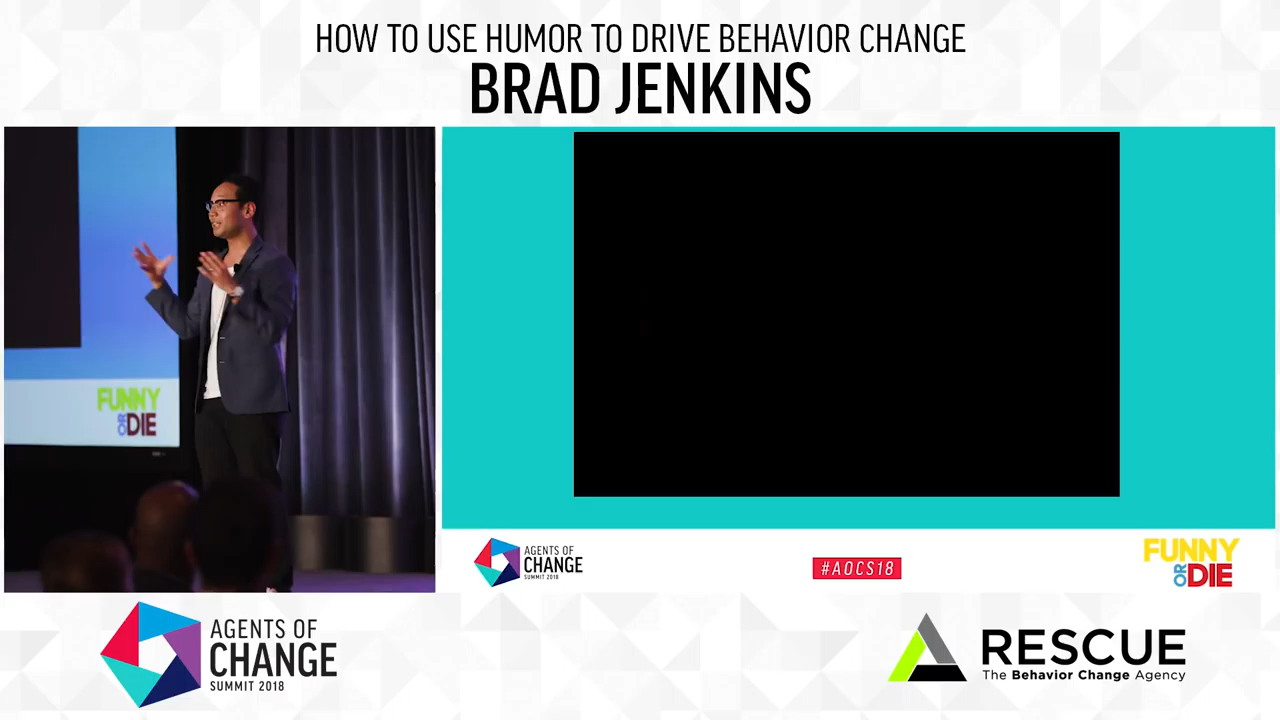 HOW TO USE HUMOR TO DRIVE BEHAVIOR CHANGE
BRAD JENKINS
FUNNY
OR DIE
AGENTS OF
CHANGE
SUMMIT 2018
#AOCS18
FUNNY
OR DIE
AGENTS OF
CHANGE
SUMMIT 2018
RESCUE
The Behavior Change Agency